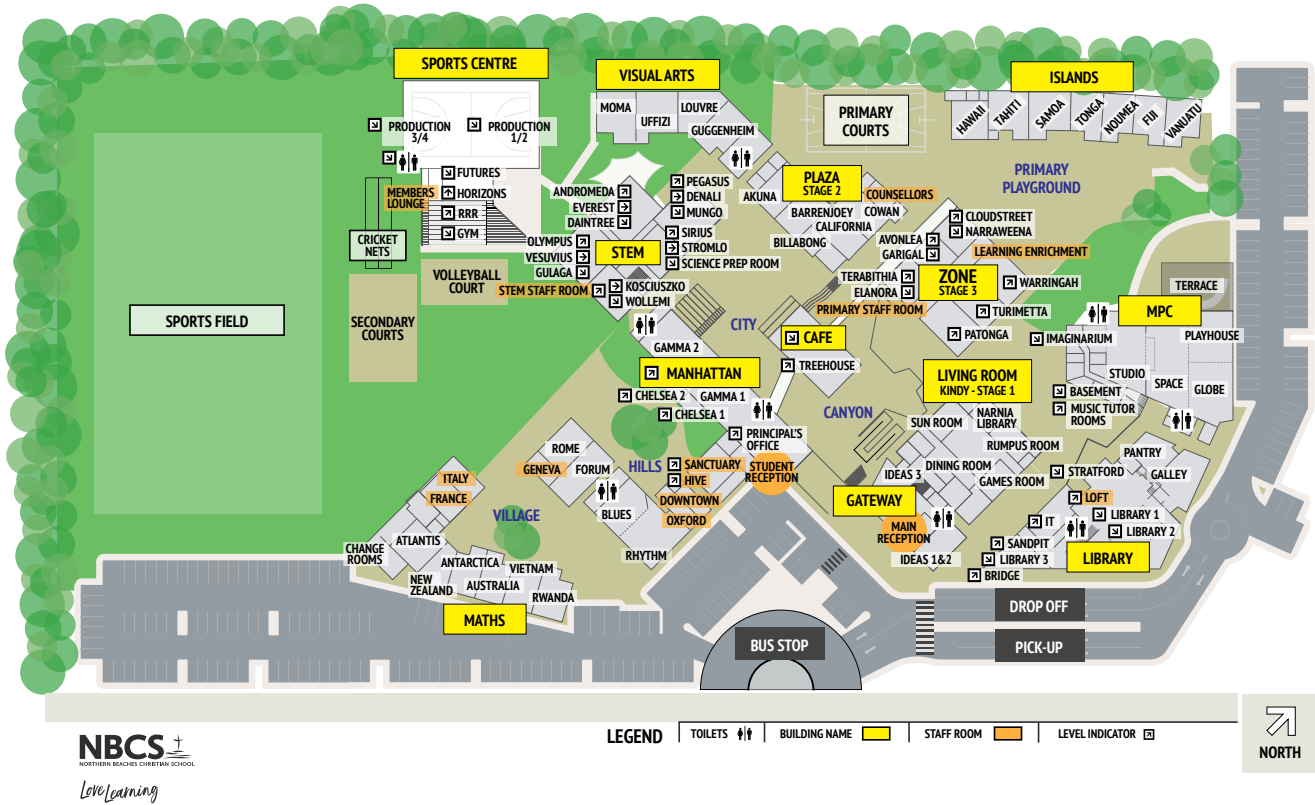 SPORTS CENTRE
VISUAL ARTS
ISLANDS
MOMA
UFFIZI
LOUVRE
GUGGENHEIM
PRIMARY
COURTS
HAWAII
TAHITI
SAMOA
TONGA
NOUMEA
FIJI
VANUATU
PRODUCTION
3/4
PRODUCTION
1/2
FUTURES
MEMBERS
LOUNGE
HORIZONS
RRR
GYM
CRICKET
NETS
ANDROMEDA
EVEREST
DAINTREE
PEGASUS
DENALI
MUNGO
OLYMPUS
VESUVIUS
GULAGA
STEM
SIRIUS
STROMLO
SCIENCE PREP ROOM
STEM STAFF ROOM
KOSCIUSZKO
WOLLEMI
PLAZA
STAGE 2
AKUNA
COUNSELLORS
BARRENJOEY
COWAN
CALIFORNIA
BILLABONG
PRIMARY
PLAYGROUND
CLOUDSTREET
NARRAWEENA
AVONLEA
GARIGAL
LEARNING ENRICHMENT
TERABITHIA
ELANORA
ZONE
STAGE 3
WARRINGAH
PRIMARY STAFF ROOM
TURIMETTA
PATONGA
TERRACE
MPC
IMAGINARIUM
PLAYHOUSE
STUDIO
SPACE
GLOBE
BASEMENT
MUSIC TUTOR
ROOMS
VOLLEYBALL
COURT
SPORTS FIELD
SECONDARY
COURTS
CITY
CAFE
TREEHOUSE
GAMMA 2
MANHATTAN
CHELSEA 2
GAMMA 1
CHELSEA 1
PRINCIPAL'S
OFFICE
CANYON
LIVING ROOM
KINDY - STAGE 1
SUN ROOM
NARNIA
LIBRARY
RUMPUS ROOM
DINING ROOM
IDEAS 3
GAMES ROOM
GATEWAY
MAIN
RECEPTION
IDEAS 1&2
PANTRY
STRATFORD
GALLEY
LOFT
LIBRARY 1
IT
LIBRARY 2
SANDPIT
LIBRARY 3
LIBRARY
BRIDGE
ROME
GENEVA
FORUM
HILLS
SANCTUARY
HIVE
STUDENT
RECEPTION
DOWNTOWN
OXFORD
BLUES
RHYTHM
VILLAGE
ITALY
FRANCE
ATLANTIS
CHANGE
ROOMS
ANTARCTICA
VIETNAM
NEW
ZEALAND
AUSTRALIA
RWANDA
MATHS
BUS STOP
DROP OFF
PICK-UP
LEGEND
TOILETS
BUILDING NAME
STAFF ROOM
LEVEL INDICATOR
NORTH
NBCS
NORTHERN BEACHES CHRISTIAN SCHOOL
Love Learning